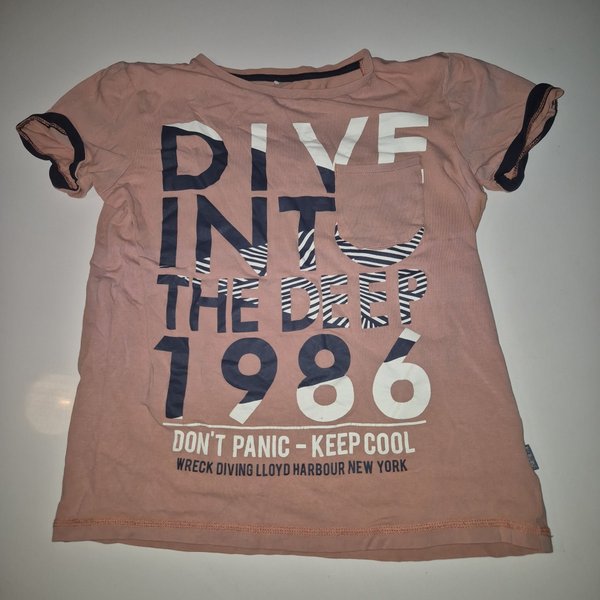 DIVE
INTO
THE DEEP
1986
DON'T PANIC - KEEP COOL
WRECK DIVING LLOYD HARBOUR NEW YORK